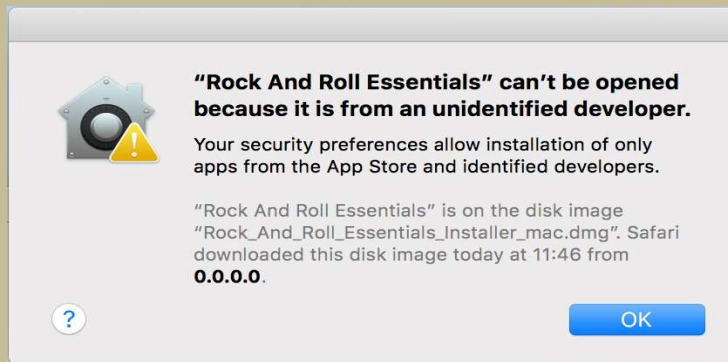 “Rock And Roll Essentials” can’t be opened
because it is from an unidentified developer.
Your security preferences allow installation of only
apps from the App Store and identified developers.
“Rock And Roll Essentials” is on the disk image
“Rock_And_Roll_Essentials_Installer_mac.dmg”. Safari
downloaded this disk image today at 11:46 from
0.0.0.0.
?
OK